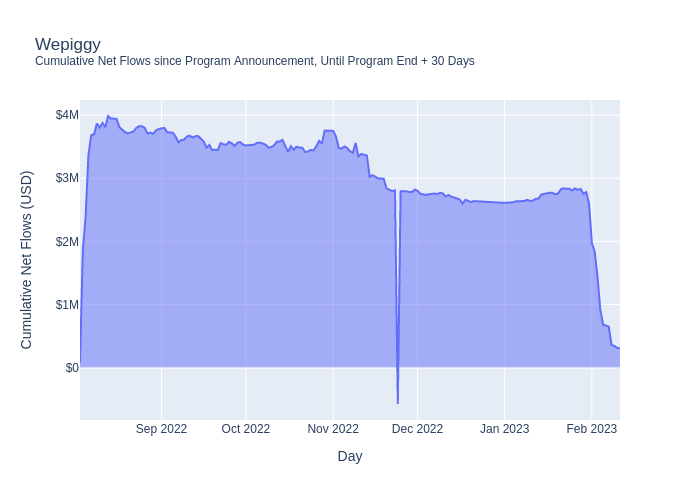 Wepiggy
Cumulative Net Flows since Program Announcement, Until Program End + 30 Days
Cumulative Net Flows (USD)
$4M
$3M
$2M
$1M
$0
Sep 2022
Oct 2022
Nov 2022
Dec 2022
Jan 2023
Feb 2023
Day